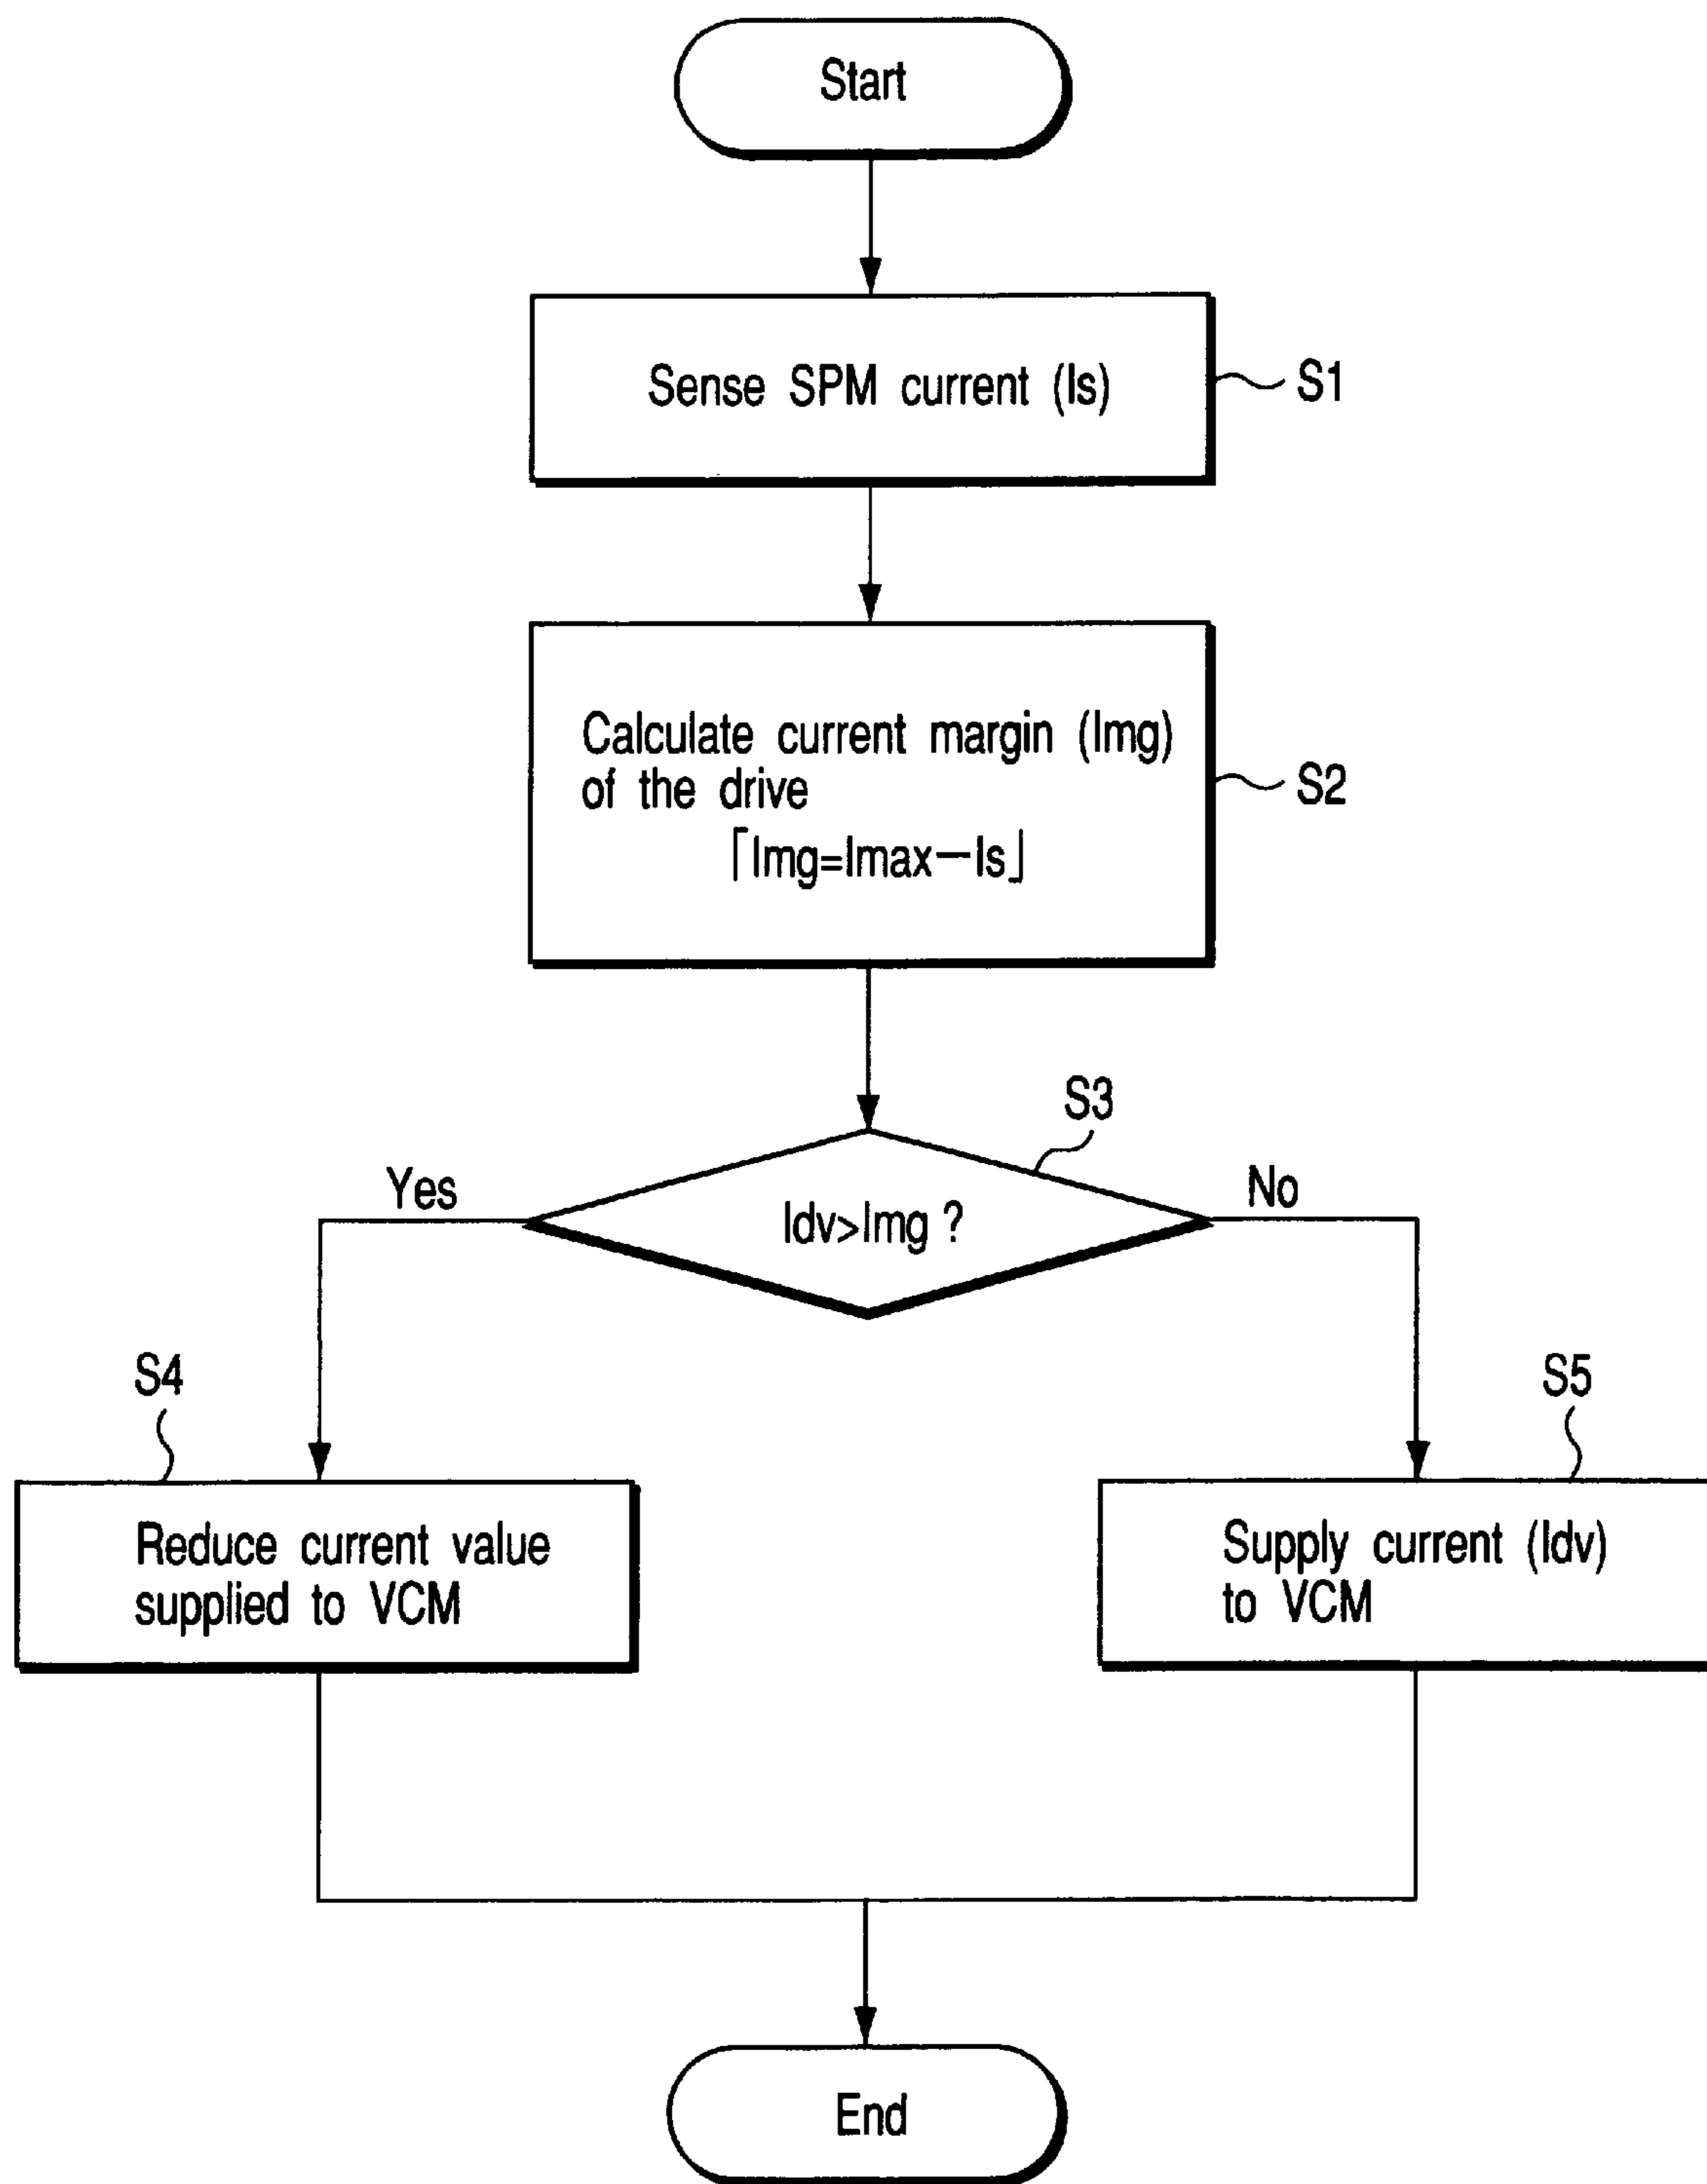 Start
Sense SPM current (Is)
S1
Calculate current margin (Img)
of the drive
「Img=Imax−Is」
S2
S3
Yes
Idv>Img ?
No
S4
S5
Reduce current value
supplied to VCM
Supply current (Idv)
to VCM
End